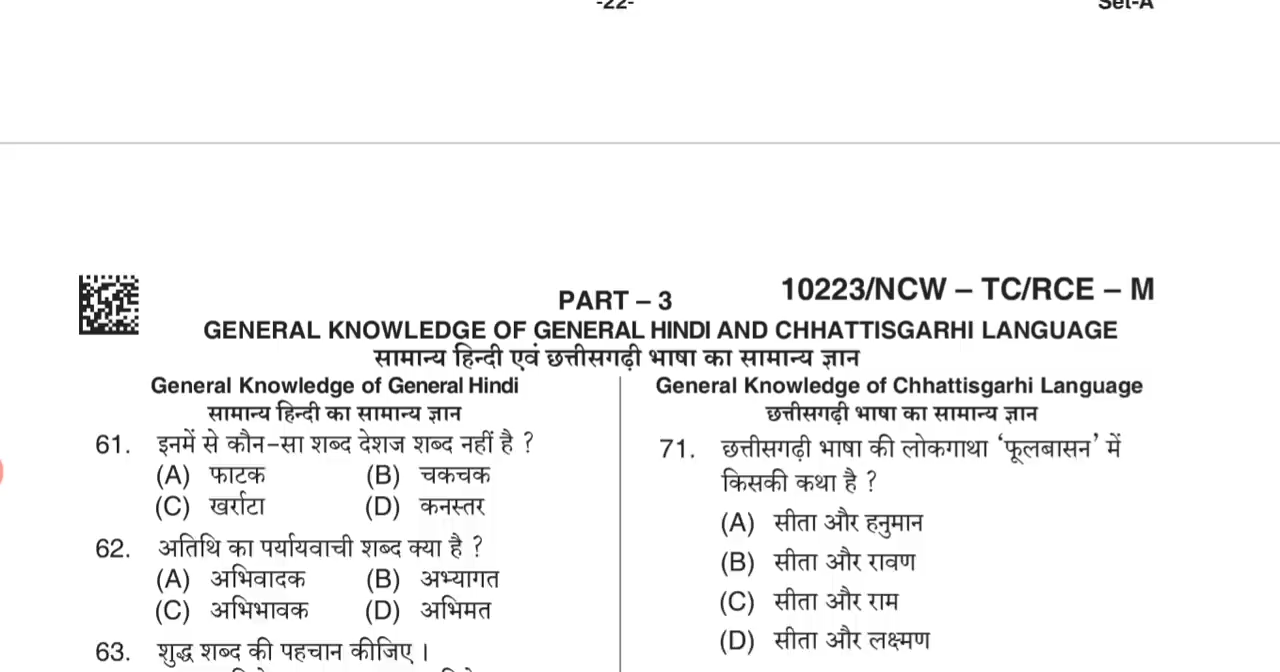 -22-
Set-A
10223/NCW – TC/RCE – M
PART – 3
GENERAL KNOWLEDGE OF GENERAL HINDI AND CHHATTISGARHI LANGUAGE
सामान्य हिन्दी एवं छत्तीसगढ़ी भाषा का सामान्य ज्ञान
General Knowledge of General Hindi
सामान्य हिन्दी का सामान्य ज्ञान
61. इनमें से कौन-सा शब्द देशज शब्द नहीं है ?
(A) फाटक (B) चकचक
(C) खर्राटा (D) कनस्तर
62. अतिथि का पर्यायवाची शब्द क्या है ?
(A) अभिवादक (B) अभ्यागत
(C) अभिभावक (D) अभिमत
63. शुद्ध शब्द की पहचान कीजिए ।
General Knowledge of Chhattisgarhi Language
छत्तीसगढ़ी भाषा का सामान्य ज्ञान
71. छत्तीसगढ़ी भाषा की लोकगाथा ‘फूलबासन’ में
किसकी कथा है ?
(A) सीता और हनुमान
(B) सीता और रावण
(C) सीता और राम
(D) सीता और लक्ष्मण